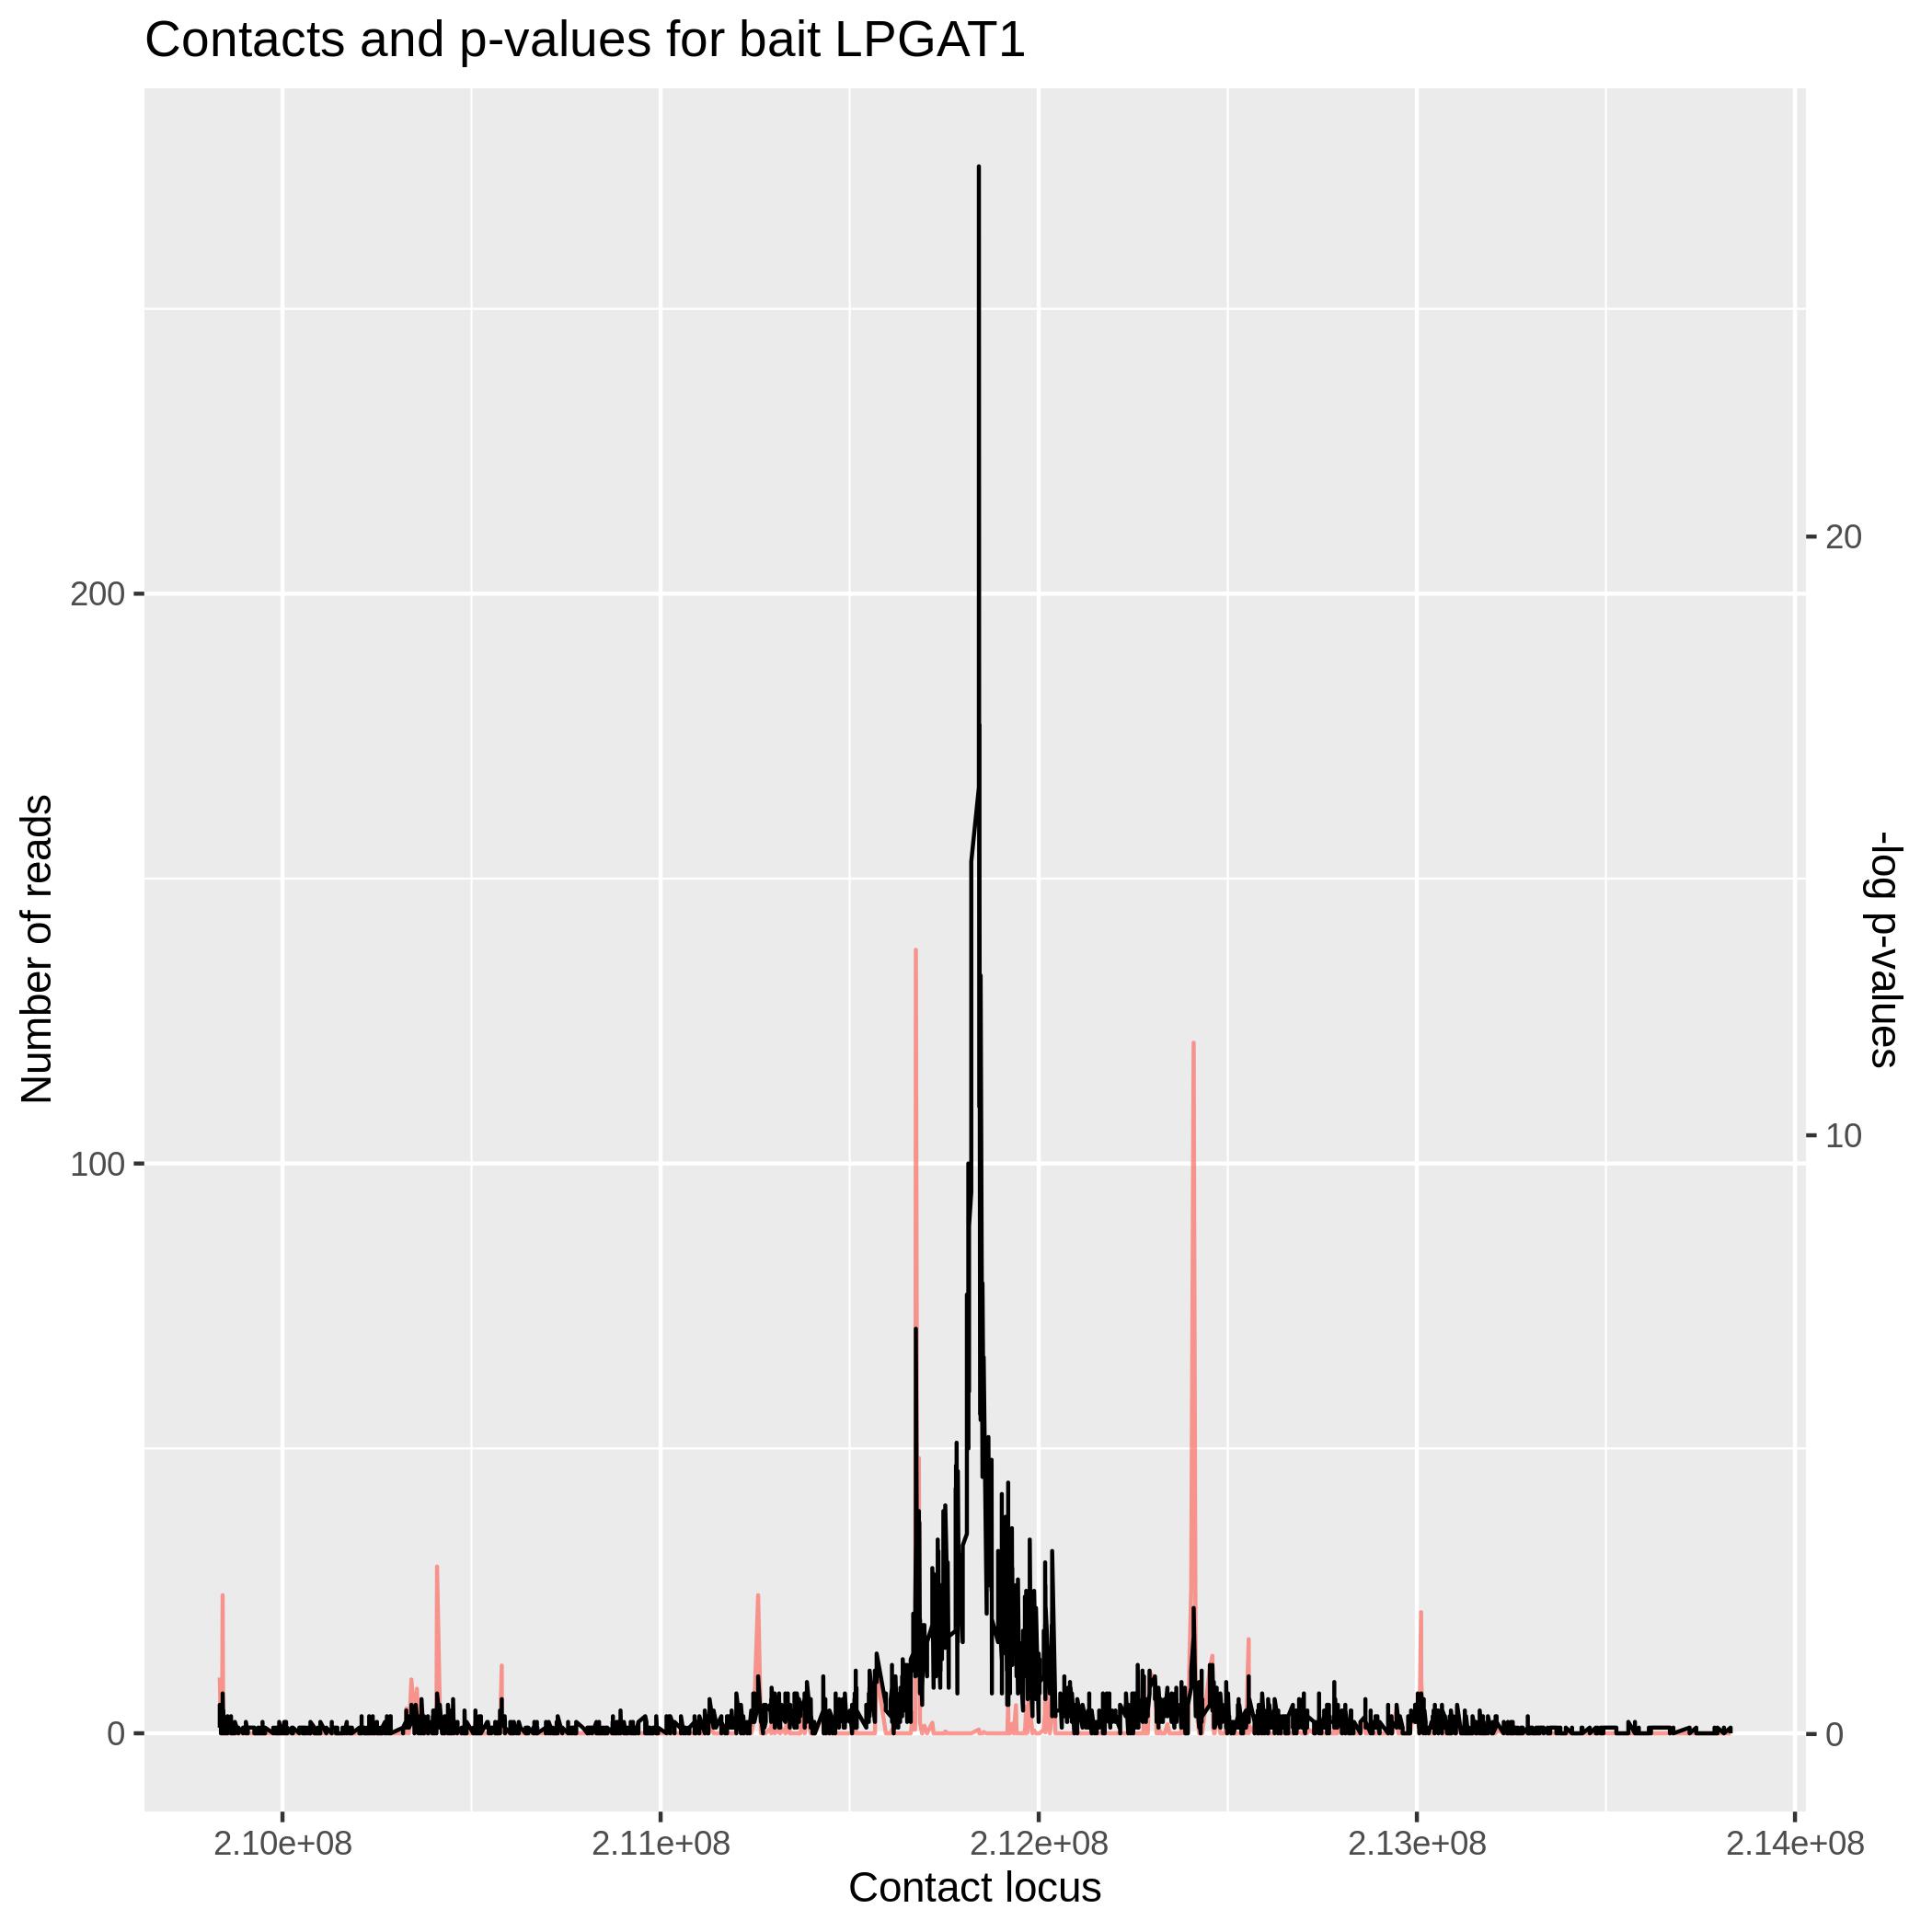 Contacts and p-values for bait LPGAT1
Number of reads
200
100
0
20
10
0
-log p-values
2.10e+08
2.11e+08
2.12e+08
2.13e+08
2.14e+08
Contact locus